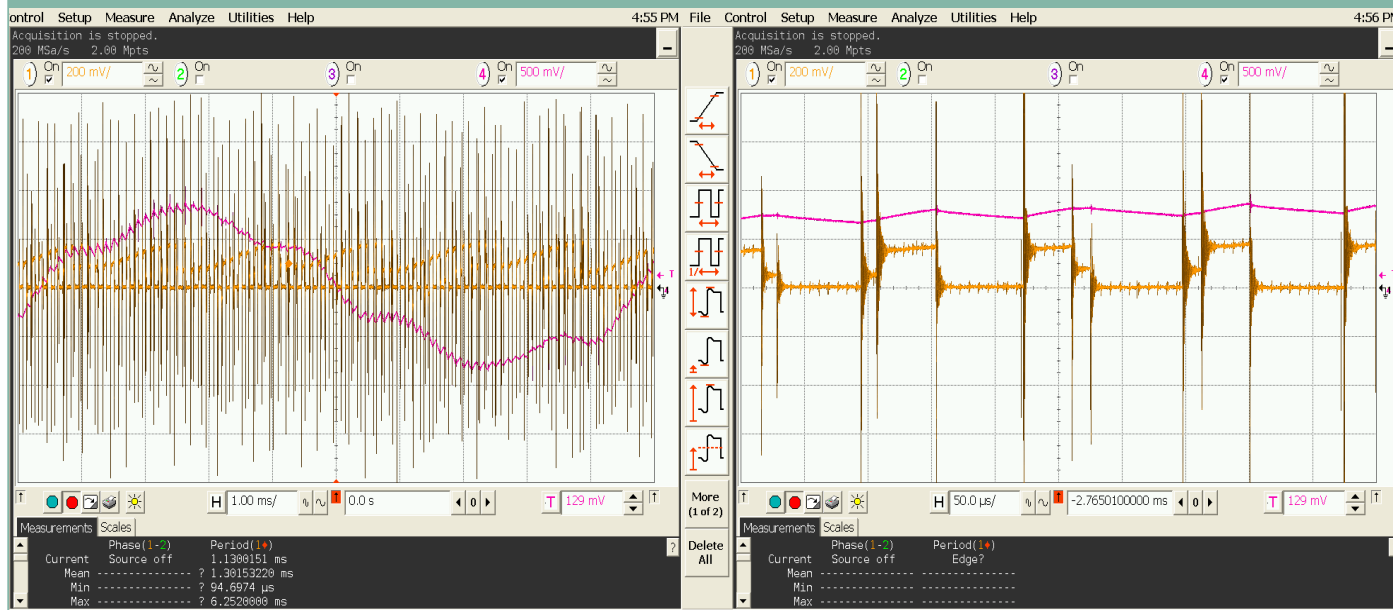 ontrol Setup Measure Analyze Utilities Help 4:55 PM
Acquisition is stopped.
200 MSa/s 2.00 Mpts
1 On 200 mV/ 2 On 3 On 4 On 500 mV/
T
4
H 1.00 ms/ 0.0 s 0 T 129 mV
Measurements Scales
Phase(1-2) Period(1♦)
Current Source off 1.1300151 ms
Mean -------------- ? 1.30153220 ms
Min -------------- ? 94.6974 µs
Max -------------- ? 6.2520000 ms
?
1/
More
(1 of 2)
Delete
All
File Control Setup Measure Analyze Utilities Help 4:56 PM
Acquisition is stopped.
200 MSa/s 2.00 Mpts
1 On 200 mV/ 2 On 3 On 4 On 500 mV/
T
4
H 50.0 µs/ -2.7650100000 ms 0 T 129 mV
Measurements Scales
Phase(1-2) Period(1♦)
Current Source off Edge?
Mean -------------- --------------
Min -------------- --------------
Max -------------- --------------